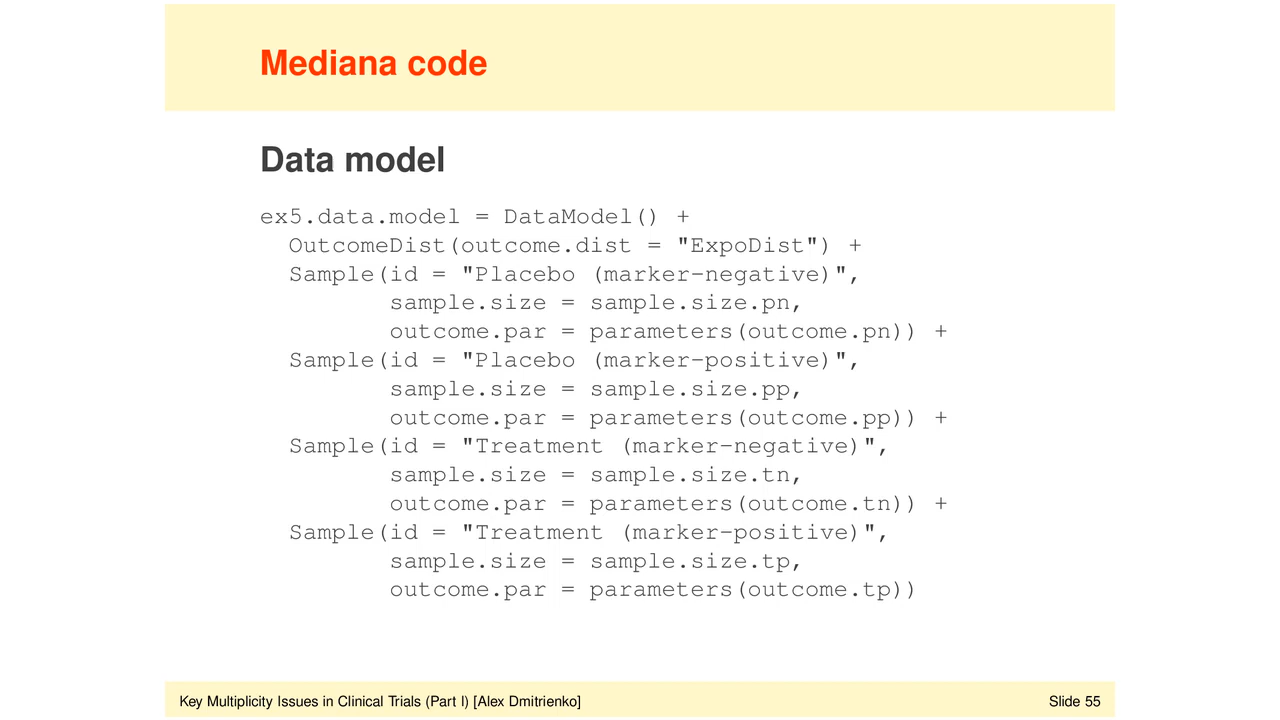 Mediana code
Data model
ex5.data.model = DataModel() +
  OutcomeDist(outcome.dist = "ExpoDist") +
  Sample(id = "Placebo (marker-negative)",
         sample.size = sample.size.pn,
         outcome.par = parameters(outcome.pn)) +
  Sample(id = "Placebo (marker-positive)",
         sample.size = sample.size.pp,
         outcome.par = parameters(outcome.pp)) +
  Sample(id = "Treatment (marker-negative)",
         sample.size = sample.size.tn,
         outcome.par = parameters(outcome.tn)) +
  Sample(id = "Treatment (marker-positive)",
         sample.size = sample.size.tp,
         outcome.par = parameters(outcome.tp))
Key Multiplicity Issues in Clinical Trials (Part I) [Alex Dmitrienko]
Slide 55